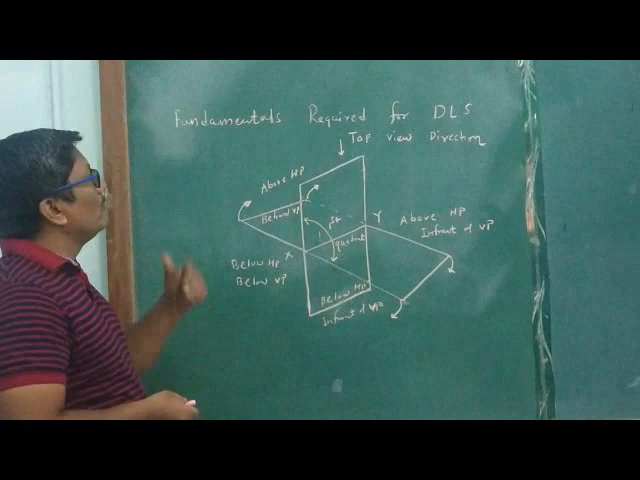 Fundamentals Required for DLS
Top view Direction
Above HP
Behind VP
1st
quadrant
Y
Above HP
Infront of VP
X
Below HP
Below VP
Below HP
Infront of VP